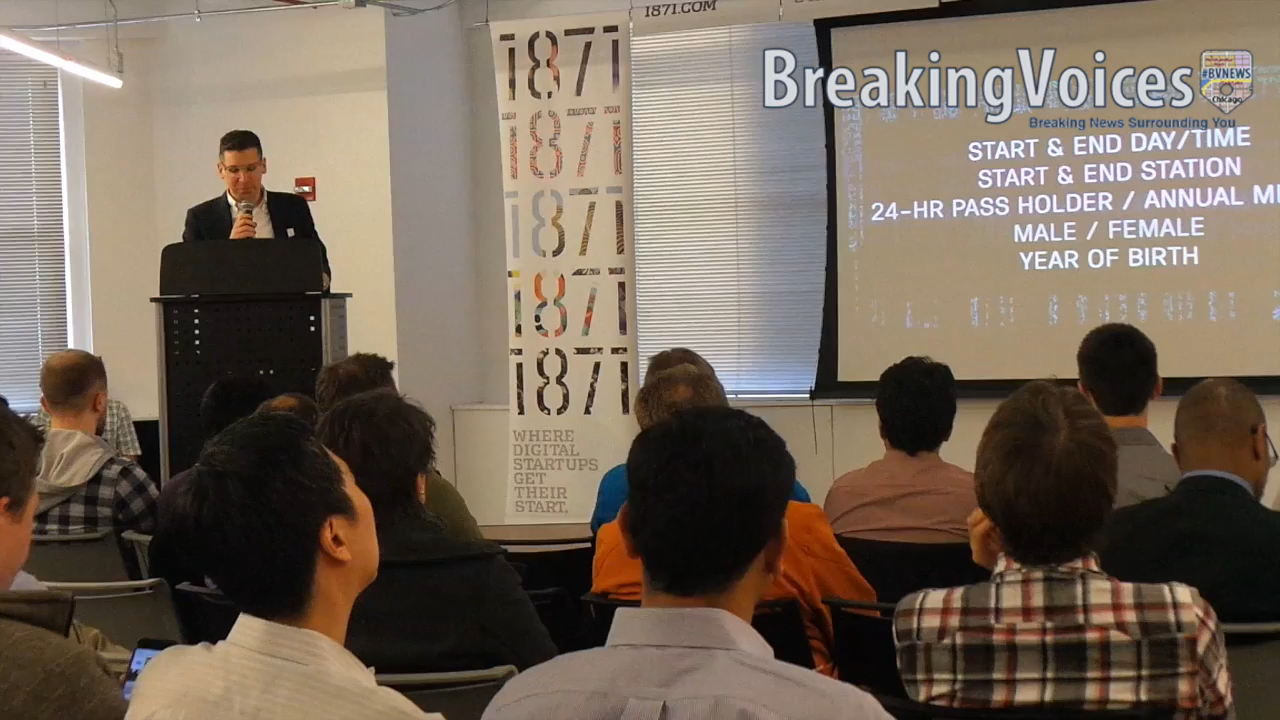 1871.COM
1871
1871
1871
1871
1871
WHERE
DIGITAL
STARTUPS
GET
THEIR
START,
BreakingVoices
#BVNEWS
Chicago
Breaking News Surrounding You
START & END DAY/TIME
START & END STATION
24-HR PASS HOLDER / ANNUAL
MALE / FEMALE
YEAR OF BIRTH